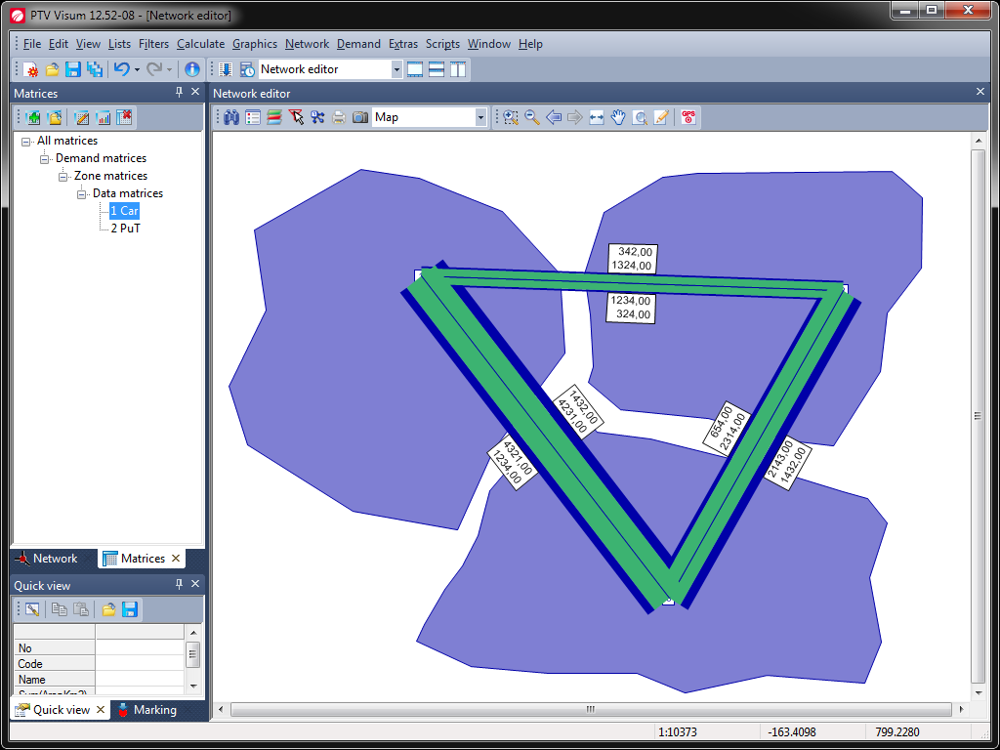 PTV Visum 12.52-08 - [Network editor]
File Edit View Lists Filters Calculate Graphics Network Demand Extras Scripts Window Help
Network editor
Matrices
Network editor
Map
GPS
All matrices
Demand matrices
Zone matrices
Data matrices
1 Car
2 PuT
342,00
1324,00
1234,00
324,00
1432,00
4231,00
4321,00
1234,00
654,00
2314,00
2143,00
1432,00
Network
Matrices
Quick view
No
Code
Name
Quick view
Marking
1:10373
-163.4098
799.2280